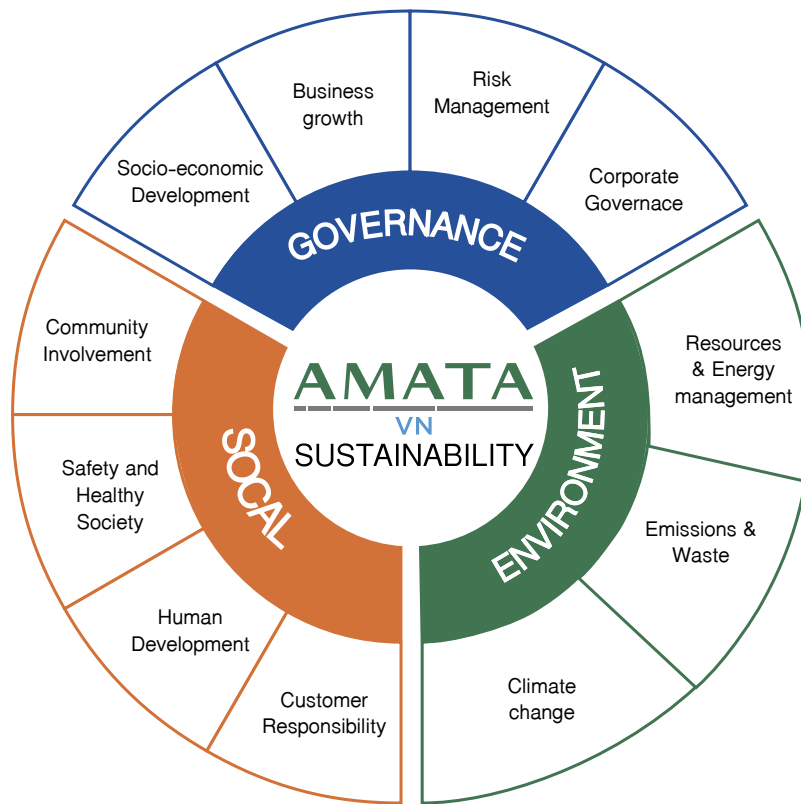 Business
growth
Risk
Management
Socio-economic
Development
Corporate
Governace
GOVERNANCE
Community
Involvement
Safety and
Healthy
Society
Human
Development
Customer
Responsibility
SOCAL
AMATA
VN
SUSTAINABILITY
ENVIRONMENT
Resources
& Energy
management
Emissions &
Waste
Climate
change